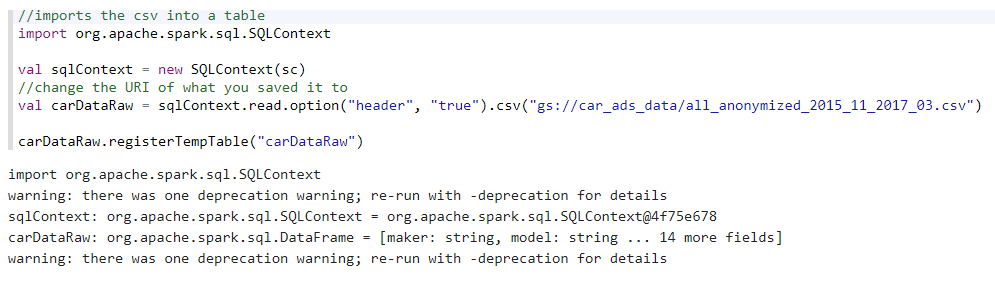 //imports the csv into a table
import org.apache.spark.sql.SQLContext
val sqlContext = new SQLContext(sc)
//change the URI of what you saved it to
val carDataRaw = sqlContext.read.option("header", "true").csv("gs://car_ads_data/all_anonymized_2015_11_2017_03.csv")
carDataRaw.registerTempTable("carDataRaw")
import org.apache.spark.sql.SQLContext
warning: there was one deprecation warning; re-run with -deprecation for details
sqlContext: org.apache.spark.sql.SQLContext = org.apache.spark.sql.SQLContext@4f75e678
carDataRaw: org.apache.spark.sql.DataFrame = [maker: string, model: string ... 14 more fields]
warning: there was one deprecation warning; re-run with -deprecation for details